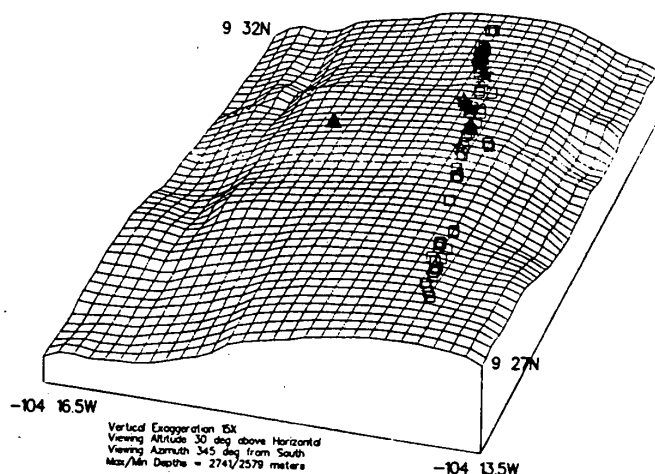 9 32N
9 27N
-104 16.5W
Vertical Exaggeration 15X
Viewing Altitude 30 deg above Horizontal
Viewing Azmuth 345 deg from South
Max/Min Depths = 2741/2579 meters
-104 13.5W